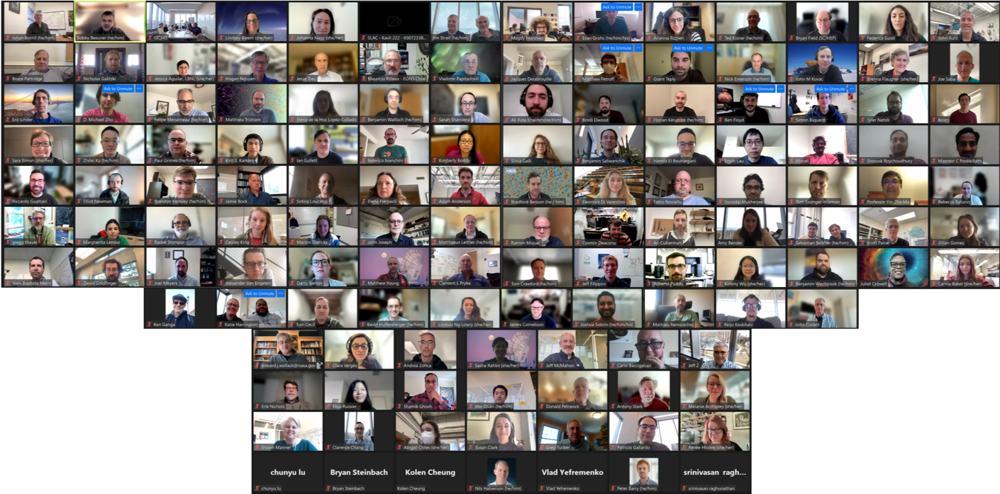 Ask to Unmute ...
Julian Borrill (he/him)
Bobby Besuner (he/him)
UC345
Lindsey Bleem (she/her)
Johanna Nagy (she/her)
SLAC - Kavli 222 - 65072338...
Jim Strait (he/him)
Magdy Morshed
Evan Grohs (he/him/his)
Arianna Rizzieri
Ted Kisner (he/him)
Bryan Field (SC/HEP)
Federica Guidi
John Ruhl
Ask to Unmute ...
Ask to Unmute ...
Bruce Partridge
Nicholas Galitzki
Jessica Aguilar, LBNL (she/her)
Hogan Nguyen
Jesse Treu
Mauricio Pilleux - EONS Chile
Vladimir Papitashvili
Jacques Delabrouille
Matthew Petroff
Grant Teply
Nick Emerson (he/him)
John M Kovac
Brenna Flaugher (she/her)
Joe Saba
Ask to Unmute ...
Ask to Unmute ...
Ask to Unmute ...
Eric Linder
D. Michael Zito
Felipe Menanteau (he/him)
Matthieu Tristram
Elena de la Hoz Lopez-Collado
Benjamin Wallisch (he/him)
Sarah Shandera
Ali Rida Khalife(He/Him)
Brodi Elwood
Florian Kéruzoré (he/him)
Ben Floyd
Simon Biquard
Tyler Natoli
Kolen
Sara Simon (she/her)
Zhilei Xu (he/him)
Paul Grimes (he/him)
Kirit S. Karkare
Ian Gullett
federico bianchini
Kimberly Boddy
Silvia Galli
Benjamin Saliwanchik
Hamza El Bouhargani
Erwin Lau
Murali
Shouvik Roychoudhury
Mavroor C Pookkillath
Riccardo Gualtieri
Elliot Newman
Brandon Hensley (he/him)
Jamie Bock
Sotiris Loucatos
Elena Pierpaoli
Adam Anderson
Bradford Benson (he / him)
Eleonora Di Valentino
Fabio Noviello
Suvodip Mukherjee
Tom Essinger-Hileman
Professor Yin-Zhe Ma
Rebecca Saturin
gregg thayer
Margherita Lembo
Radek Stompor
Lesley King
Marion Dierickx
John Joseph
Matthaeus Leitner (he/him)
Ramon Miquel
Cosmin Deaconu
Ari Cukierman
Amy Bender
Sebastian Belkner (he/him)
Scott Paine
Jillian Gomez
Jean-Baptiste Melin
David Goldfinger
Joel Meyers
Alexander Van Engelen
Darcy Barron
Matthew Young
Clement L Pryke
Tom Crawford (he/him)
Jeff Filippini
Roberto Puddu
Kimmy Wu (she/her)
Benjamin Westbrook (he/him)
Juliet Crowell
Carina Baker (she/her)
Ask to Unmute ...
Ken Ganga
Katie Harrington
Tom Cecil
Kevin Huffenberger (he/him)
Lindsay Ng Lowry (she/her)
James Cornelison
Joshua Sobrin (he/him/his)
Mathieu Remazeilles
Reijo Keskitalo
John Corlett
edward.j.wollack@nasa.gov
Clara Vergès
Andrea Zonca
Sasha Rahlin (she/her)
Jeff McMahon
Carlo Baccigalupi
Jeff Z
Erik Nichols
Elisa Russier
Shamik Ghosh
Wei Quan (he/him)
Donald Petravick
Antony Stark
Melanie Archipley (she/her)
Shawn Manner
Clarence Chang
Abigail Crites (she/her)
Susan Clark
Greg Tucker
Patricio Gallardo
Renée Hložek (she/her)
chunyu lu
Bryan Steinbach
Kolen Cheung
Vlad Yefremenko
srinivasan ragh...
chunyu lu
Bryan Steinbach
Kolen Cheung
Nils Halverson (he/him)
Vlad Yefremenko
Peter Barry (he/him)
srinivasan raghunathan